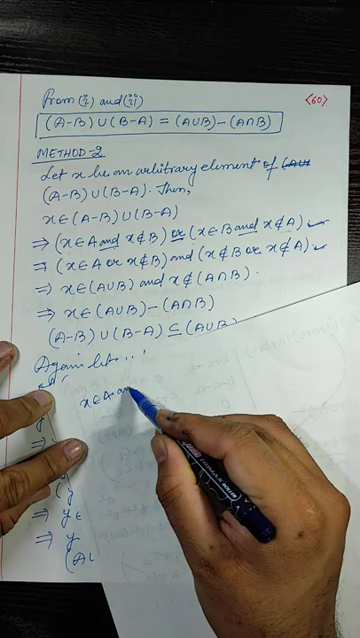 From (i) and (ii)
<60>
(A-B) ∪ (B-A) = (A∪B) - (A∩B)
METHOD-2
Let x be an arbitrary element of
(A-B) ∪ (B-A). Then,
x ∈ (A-B) ∪ (B-A)
⇒ (x ∈ A and x ∉ B) or (x ∈ B and x ∉ A)
⇒ (x ∈ A or x ∉ B) and (x ∉ B or x ∉ A)
⇒ x ∈ (A∪B) and x ∉ (A∩B).
⇒ x ∈ (A∪B) - (A∩B)
(A-B) ∪ (B-A) ⊆ (A∪B)
Again let
x ∈ A an
⇒ y ∈
⇒ y
(A∪